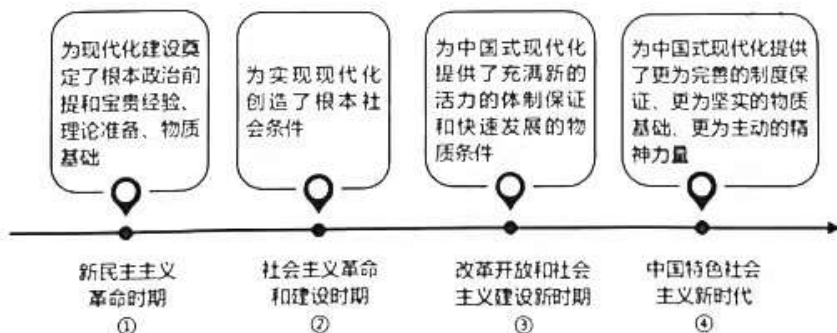 为现代化建设奠
定了根本政治前
提和宝贵经验、
理论准备、物质
基础
为实现现代化
创造了根本社
会条件
为中国式现代化
提供了充满新的
活力的体制保证
和快速发展的物
质条件
为中国式现代化提供
了更为完善的制度保
证、更为坚实的物质
基础、更为主动的精
神力量
新民主主义
革命时期
①
社会主义革命
和建设时期
②
改革开放和社会
主义建设新时期
③
中国特色社会
主义新时代
④